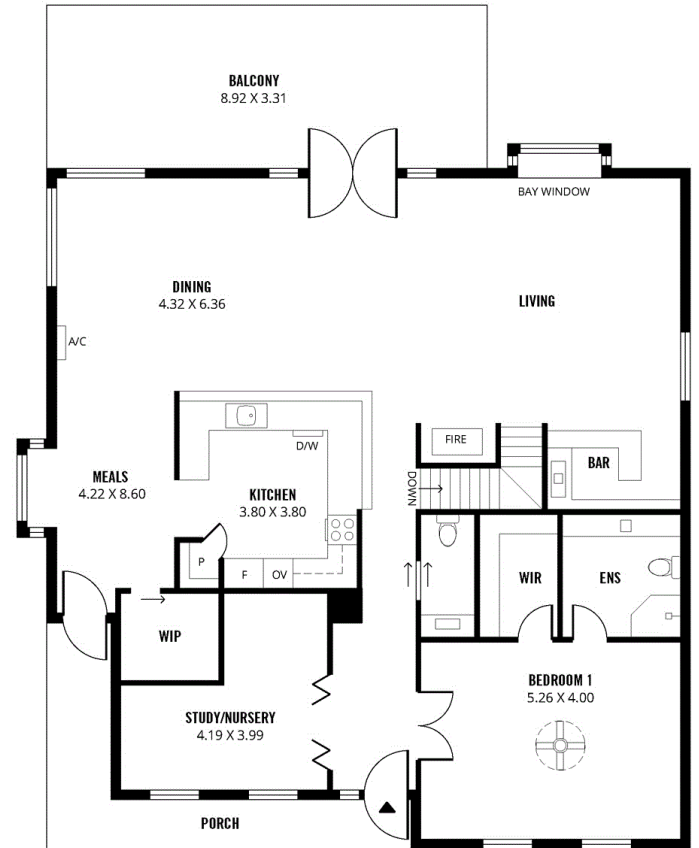 BALCONY
8.92 X 3.31
BAY WINDOW
DINING
4.32 X 6.36
LIVING
A/C
FIRE
D/W
BAR
MEALS
4.22 X 8.60
KITCHEN
3.80 X 3.80
DOWN
P
F
OV
WIR
ENS
WIP
BEDROOM 1
5.26 X 4.00
STUDY/NURSERY
4.19 X 3.99
PORCH